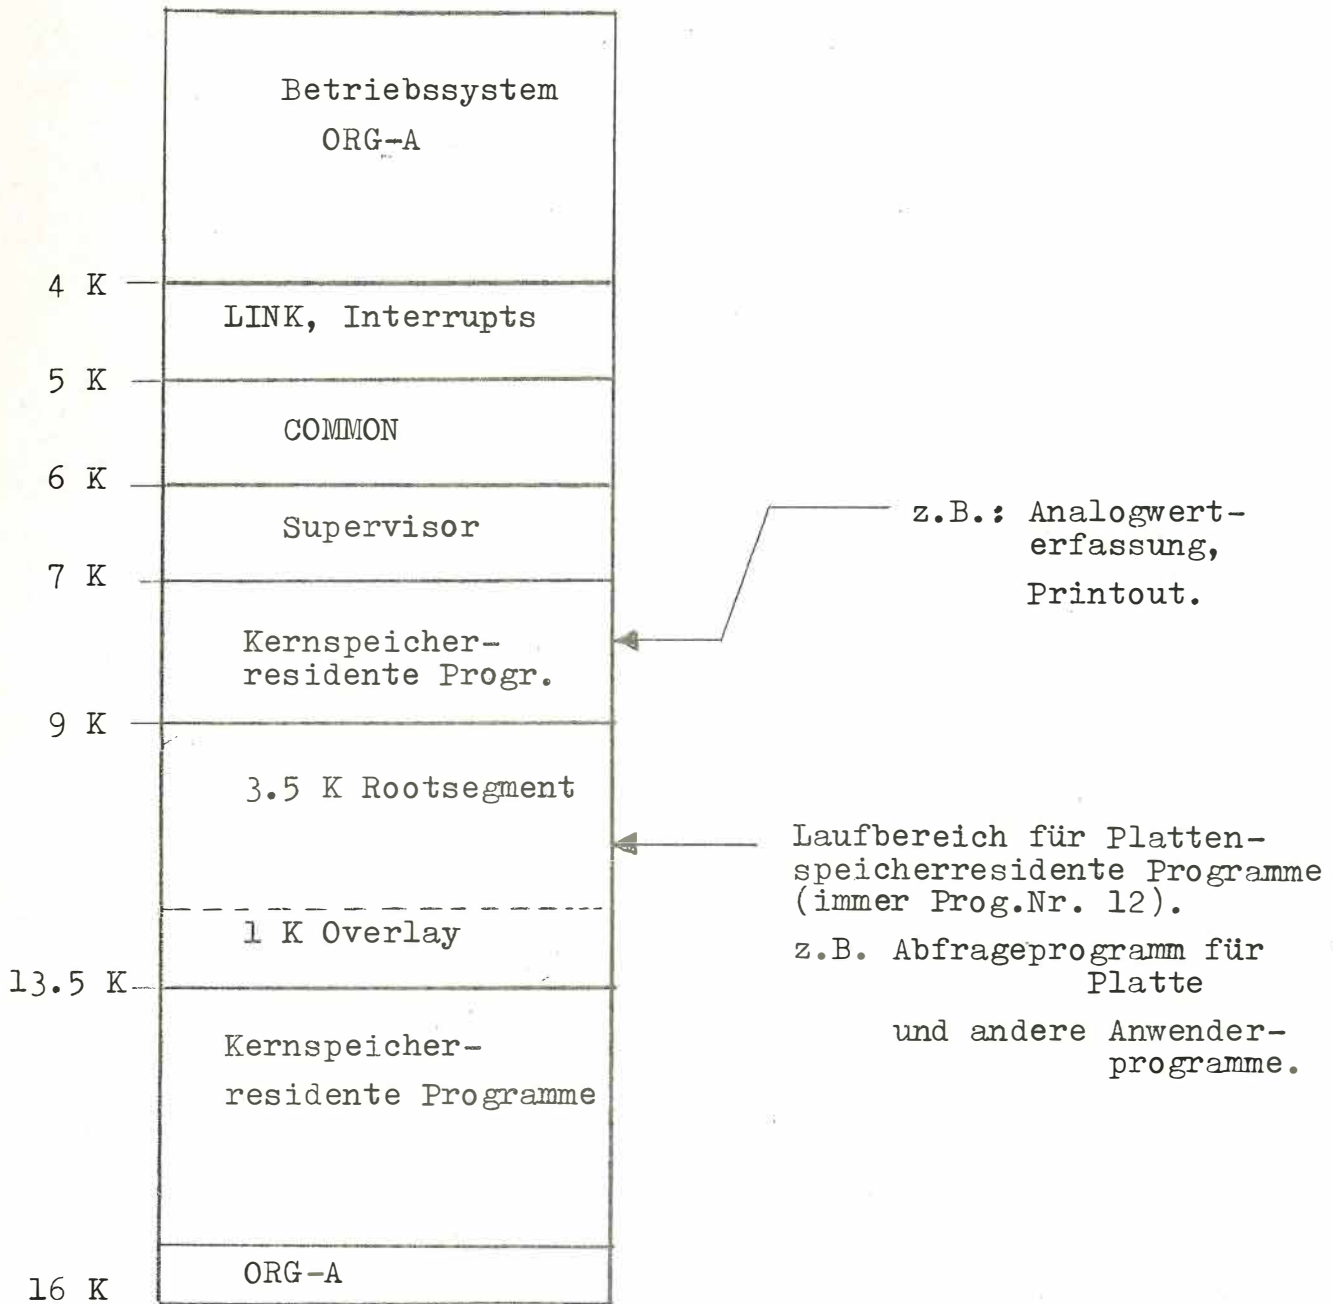 Betriebssystem
ORG-A
4 K
LINK, Interrupts
5 K
COMMON
6 K
Supervisor
z.B.: Analogwert-
erfassung,
Printout.
7 K
Kernspeicher-
residente Progr.
9 K
3.5 K Rootsegment
Laufbereich für Platten-
speicherresidente Programme
(immer Prog.Nr. 12).
z.B. Abfrageprogramm für
Platte
und andere Anwender-
programme.
1 K Overlay
13.5 K
Kernspeicher-
residente Programme
ORG-A
16 K